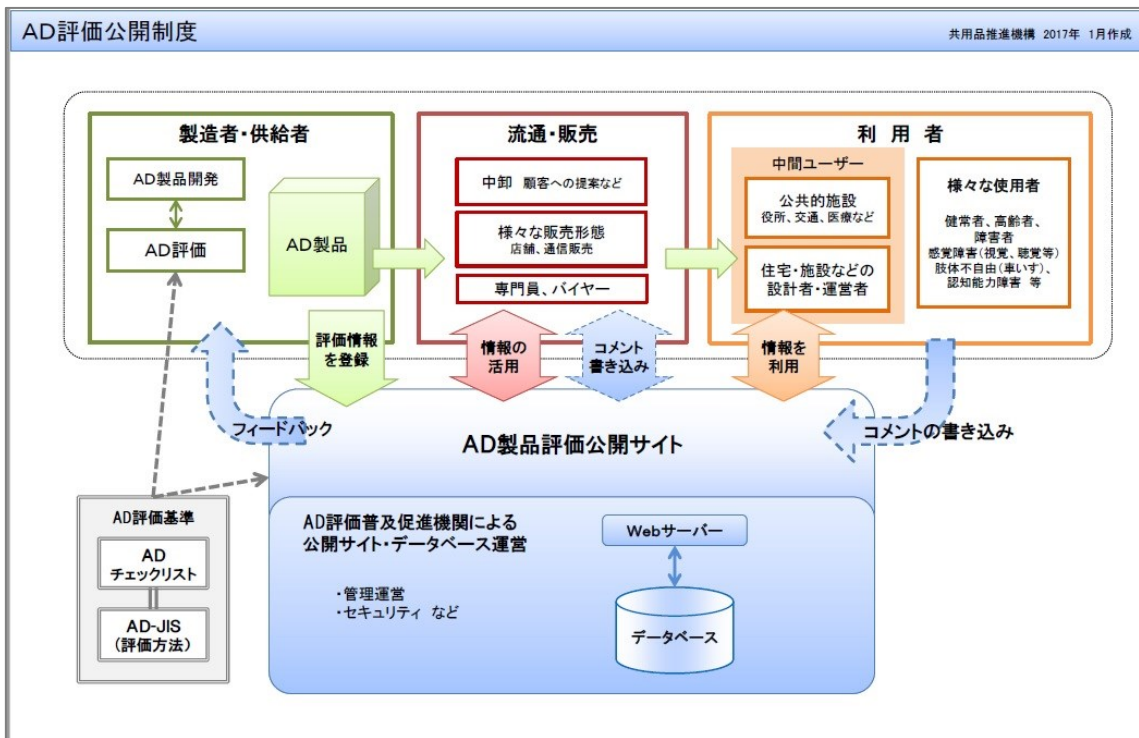 AD評価公開制度
共用品推進機構 2017年 1月作成
製造者・供給者
AD製品開発
AD評価
AD製品
流通・販売
中卸 顧客への提案など
様々な販売形態
店舗、通信販売
専門員、バイヤー
利 用 者
中間ユーザー
公共的施設
役所、交通、医療など
住宅・施設などの
設計者・運営者
様々な使用者
健常者、高齢者、
障害者
感覚障害(視覚、聴覚等)
肢体不自由(車いす)、
認知能力障害 等
評価情報
を登録
情報の
活用
コメント
書き込み
情報を
利用
フィードバック
コメントの書き込み
AD製品評価公開サイト
AD評価基準
AD
チェックリスト
AD-JIS
(評価方法)
AD評価普及促進機関による
公開サイト・データベース運営
・管理運営
・セキュリティ など
Webサーバー
データベース